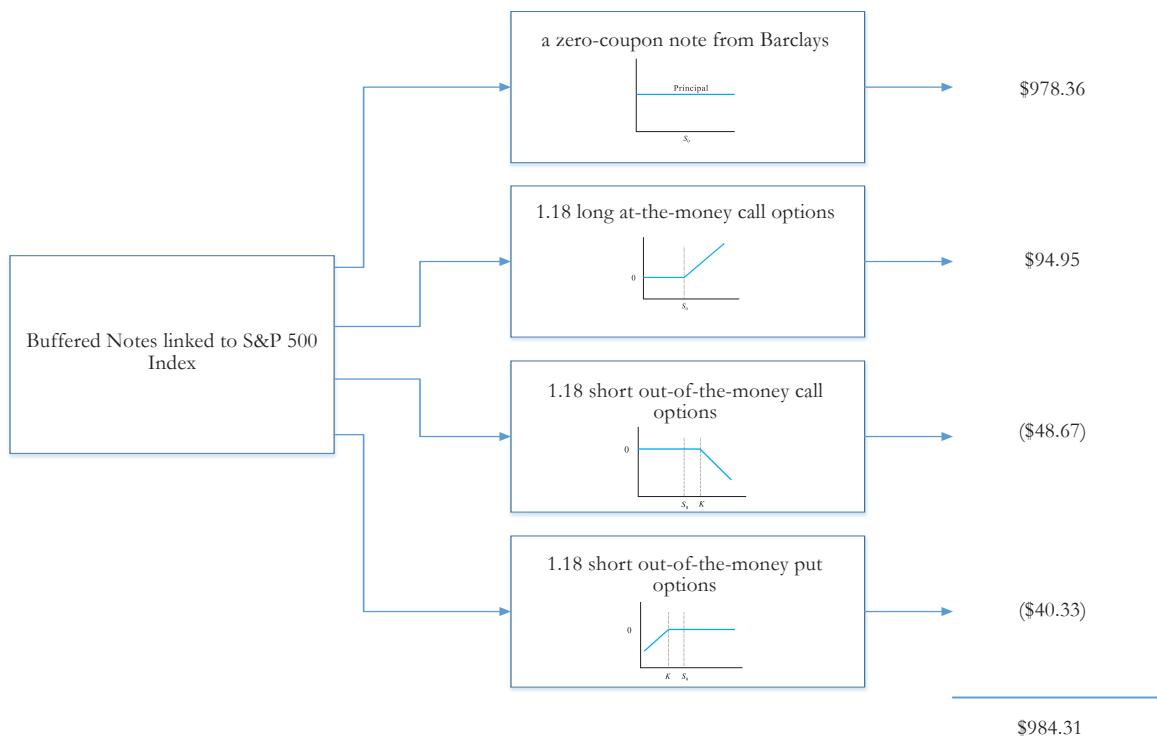 a zero-coupon note from Barclays
Principal
S0
$978.36
1.18 long at-the-money call options
0
S0
$94.95
Buffered Notes linked to S&P 500
Index
1.18 short out-of-the-money call
options
0
S0 K
($48.67)
1.18 short out-of-the-money put
options
0
K S0
($40.33)
$984.31